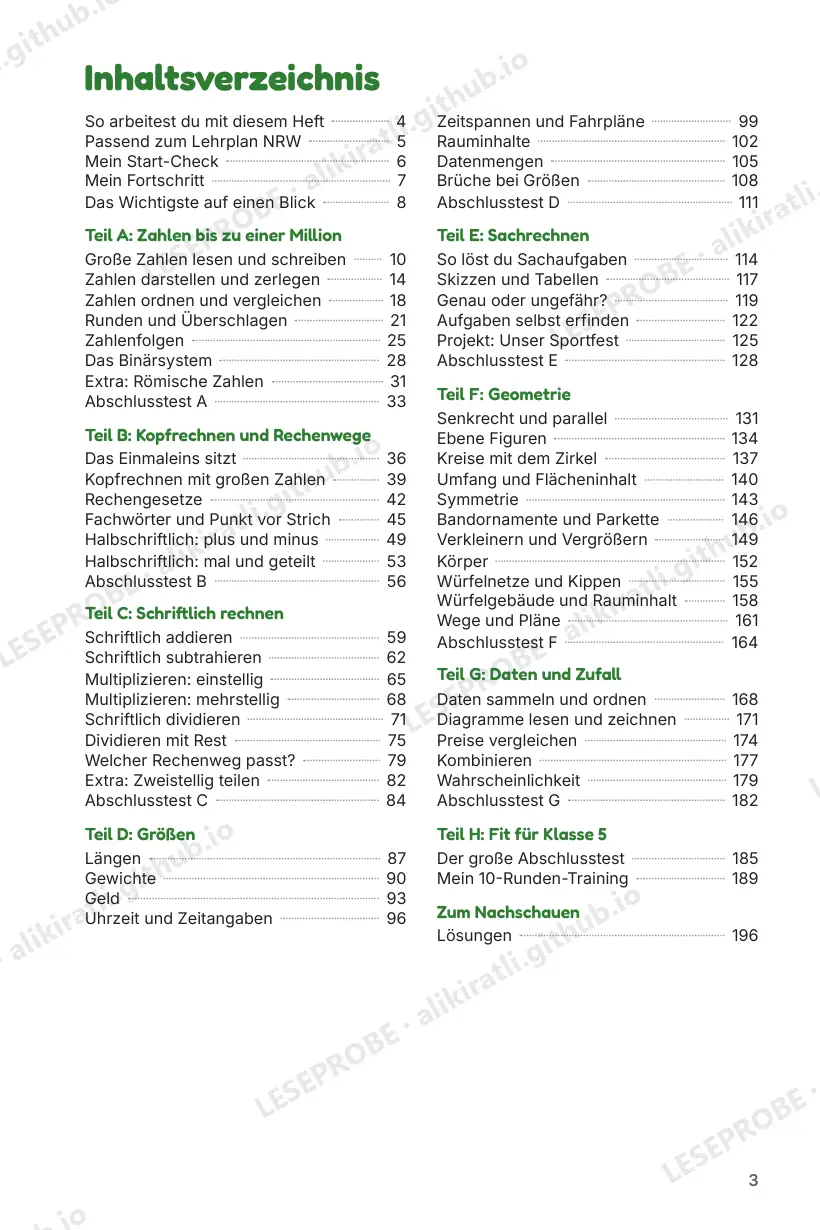 Inhaltsverzeichnis
So arbeitest du mit diesem Heft 4
Passend zum Lehrplan NRW 5
Mein Start-Check 6
Mein Fortschritt 7
Das Wichtigste auf einen Blick 8
Teil A: Zahlen bis zu einer Million
Große Zahlen lesen und schreiben 10
Zahlen darstellen und zerlegen 14
Zahlen ordnen und vergleichen 18
Runden und Überschlagen 21
Zahlenfolgen 25
Das Binärsystem 28
Extra: Römische Zahlen 31
Abschlusstest A 33
Teil B: Kopfrechnen und Rechenwege
Das Einmaleins sitzt 36
Kopfrechnen mit großen Zahlen 39
Rechengesetze 42
Fachwörter und Punkt vor Strich 45
Halbschriftlich: plus und minus 49
Halbschriftlich: mal und geteilt 53
Abschlusstest B 56
Teil C: Schriftlich rechnen
Schriftlich addieren 59
Schriftlich subtrahieren 62
Multiplizieren: einstellig 65
Multiplizieren: mehrstellig 68
Schriftlich dividieren 71
Dividieren mit Rest 75
Welcher Rechenweg passt? 79
Extra: Zweistellig teilen 82
Abschlusstest C 84
Teil D: Größen
Längen 87
Gewichte 90
Geld 93
Uhrzeit und Zeitangaben 96
Zeitspannen und Fahrpläne 99
Rauminhalte 102
Datenmengen 105
Brüche bei Größen 108
Abschlusstest D 111
Teil E: Sachrechnen
So löst du Sachaufgaben 114
Skizzen und Tabellen 117
Genau oder ungefähr? 119
Aufgaben selbst erfinden 122
Projekt: Unser Sportfest 125
Abschlusstest E 128
Teil F: Geometrie
Senkrecht und parallel 131
Ebene Figuren 134
Kreise mit dem Zirkel 137
Umfang und Flächeninhalt 140
Symmetrie 143
Bandornamente und Parkette 146
Verkleinern und Vergrößern 149
Körper 152
Würfelnetze und Kippen 155
Würfelgebäude und Rauminhalt 158
Wege und Pläne 161
Abschlusstest F 164
Teil G: Daten und Zufall
Daten sammeln und ordnen 168
Diagramme lesen und zeichnen 171
Preise vergleichen 174
Kombinieren 177
Wahrscheinlichkeit 179
Abschlusstest G 182
Teil H: Fit für Klasse 5
Der große Abschlusstest 185
Mein 10-Runden-Training 189
Zum Nachschauen
Lösungen 196
LESEPROBE · alikiratli.github.io
3